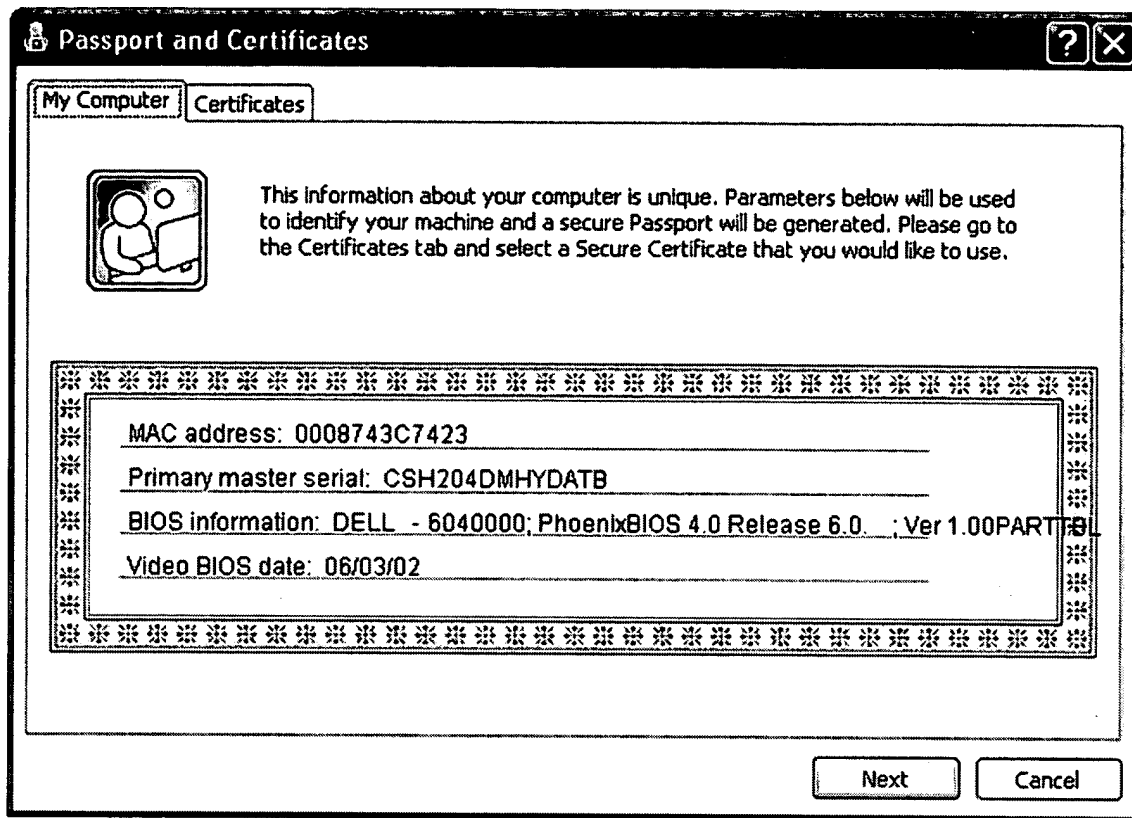 Passport and Certificates
? X
My Computer Certificates
This information about your computer is unique. Parameters below will be used
to identify your machine and a secure Passport will be generated. Please go to
the Certificates tab and select a Secure Certificate that you would like to use.
MAC address: 0008743C7423
Primary master serial: CSH204DMHYDATB
BIOS information: DELL - 6040000; PhoenixBIOS 4.0 Release 6.0. ; Ver 1.00PARTTBL
Video BIOS date: 06/03/02
Next Cancel